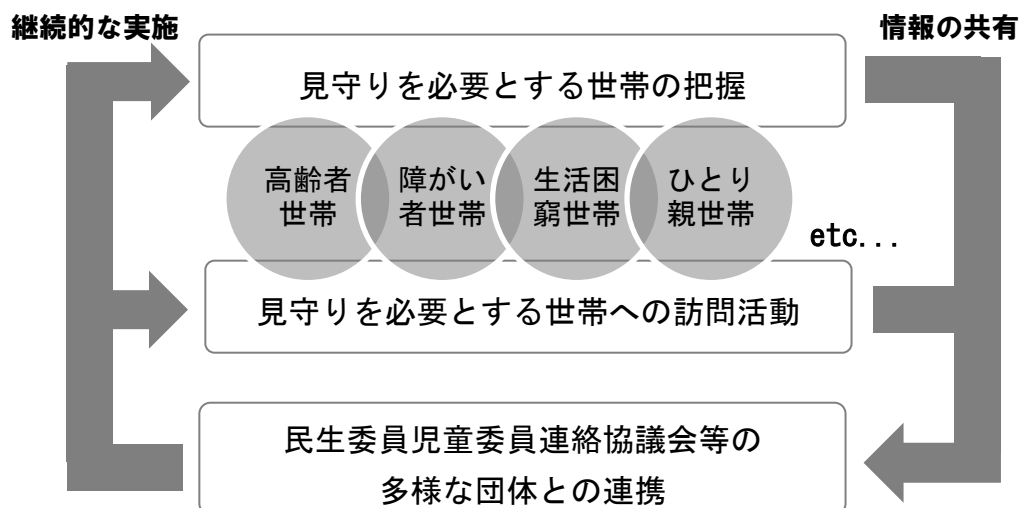 継続的な実施
情報の共有
見守りを必要とする世帯の把握
高齢者
世帯
障がい
者世帯
生活困
窮世帯
ひとり
親世帯
etc...
見守りを必要とする世帯への訪問活動
民生委員児童委員連絡協議会等の
多様な団体との連携